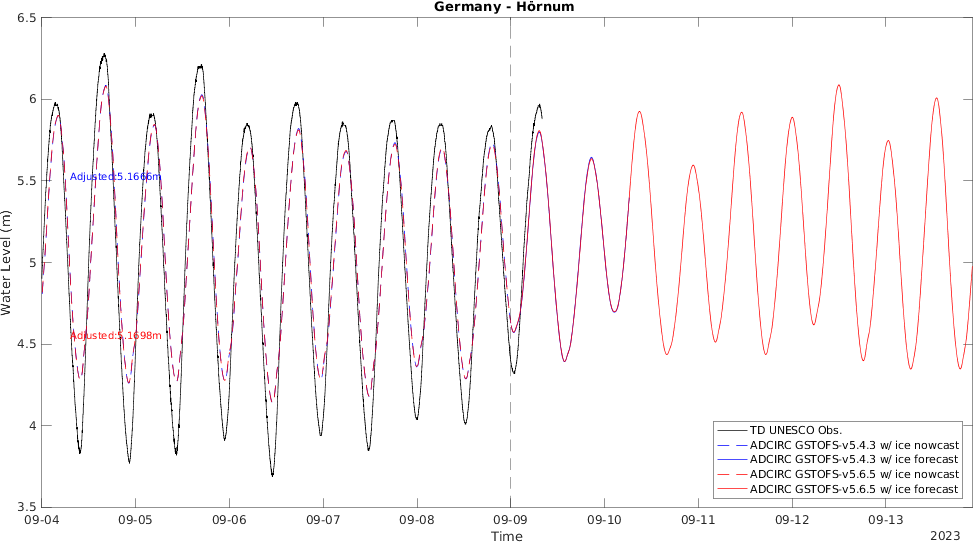 Germany - Hörnum
6.5
6
5.5
5
4.5
4
3.5
Water Level (m)
Adjusted:5.1666m
Adjusted:5.1698m
TD UNESCO Obs.
ADCIRC GSTOFS-v5.4.3 w/ ice nowcast
ADCIRC GSTOFS-v5.4.3 w/ ice forecast
ADCIRC GSTOFS-v5.6.5 w/ ice nowcast
ADCIRC GSTOFS-v5.6.5 w/ ice forecast
09-04 09-05 09-06 09-07 09-08 09-09 09-10 09-11 09-12 09-13
Time
2023